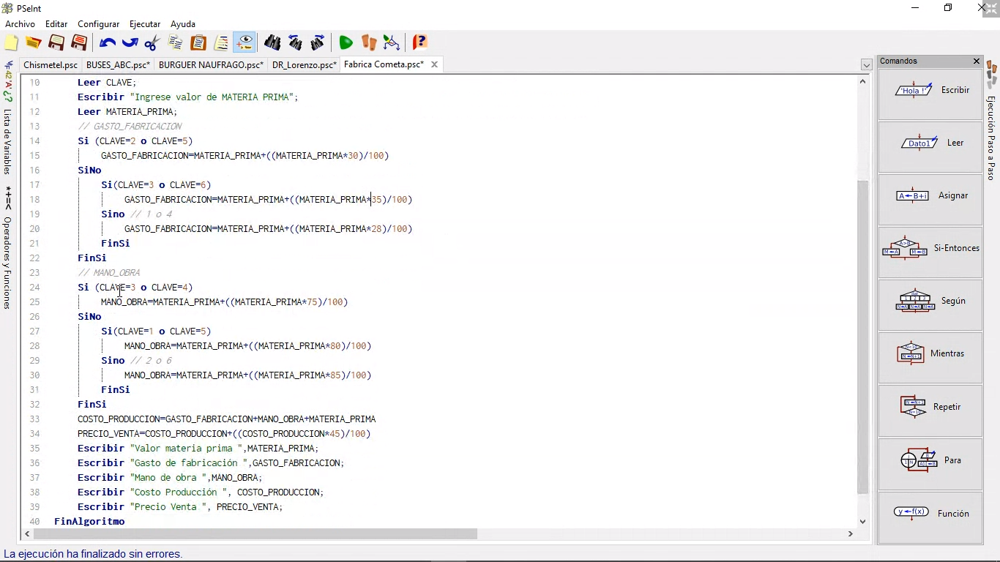 PSeInt
Archivo Editar Configurar Ejecutar Ayuda
Chismetel.psc BUSES_ABC.psc* BURGUER NAUFRAGO.psc* DR_Lorenzo.psc* Fabrica Cometa.psc*
Lista de Variables
Operadores y Funciones
10 Leer CLAVE;
11 Escribir "Ingrese valor de MATERIA PRIMA";
12 Leer MATERIA_PRIMA;
13 // GASTO_FABRICACION
14 Si (CLAVE=2 o CLAVE=5)
15 GASTO_FABRICACION=MATERIA_PRIMA+((MATERIA_PRIMA*30)/100)
16 SiNo
17 Si(CLAVE=3 o CLAVE=6)
18 GASTO_FABRICACION=MATERIA_PRIMA+((MATERIA_PRIMA*35)/100)
19 Sino // 1 o 4
20 GASTO_FABRICACION=MATERIA_PRIMA+((MATERIA_PRIMA*28)/100)
21 FinSi
22 FinSi
23 // MANO_OBRA
24 Si (CLAVE=3 o CLAVE=4)
25 MANO_OBRA=MATERIA_PRIMA+((MATERIA_PRIMA*75)/100)
26 SiNo
27 Si(CLAVE=1 o CLAVE=5)
28 MANO_OBRA=MATERIA_PRIMA+((MATERIA_PRIMA*80)/100)
29 Sino // 2 o 6
30 MANO_OBRA=MATERIA_PRIMA+((MATERIA_PRIMA*85)/100)
31 FinSi
32 FinSi
33 COSTO_PRODUCCION=GASTO_FABRICACION+MANO_OBRA+MATERIA_PRIMA
34 PRECIO_VENTA=COSTO_PRODUCCION+((COSTO_PRODUCCION*45)/100)
35 Escribir "Valor materia prima ",MATERIA_PRIMA;
36 Escribir "Gasto de fabricación ",GASTO_FABRICACION;
37 Escribir "Mano de obra ",MANO_OBRA;
38 Escribir "Costo Producción ", COSTO_PRODUCCION;
39 Escribir "Precio Venta ", PRECIO_VENTA;
40 FinAlgoritmo
Comandos
'Hola !' Escribir
Dato1 Leer
A←B+i Asignar
Si-Entonces
Según
Mientras
Repetir
Para
y←f(x) Función
Ejecución Paso a Paso
La ejecución ha finalizado sin errores.